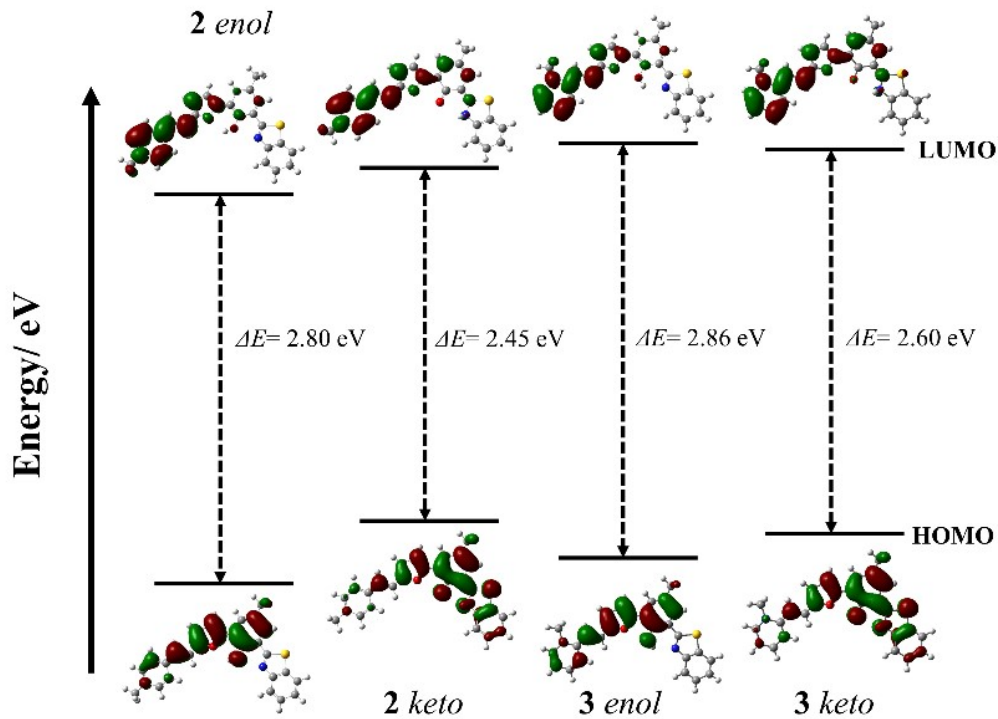 2 enol
LUMO
Energy/ eV
ΔE= 2.80 eV
ΔE= 2.45 eV
ΔE= 2.86 eV
ΔE= 2.60 eV
HOMO
2 keto
3 enol
3 keto